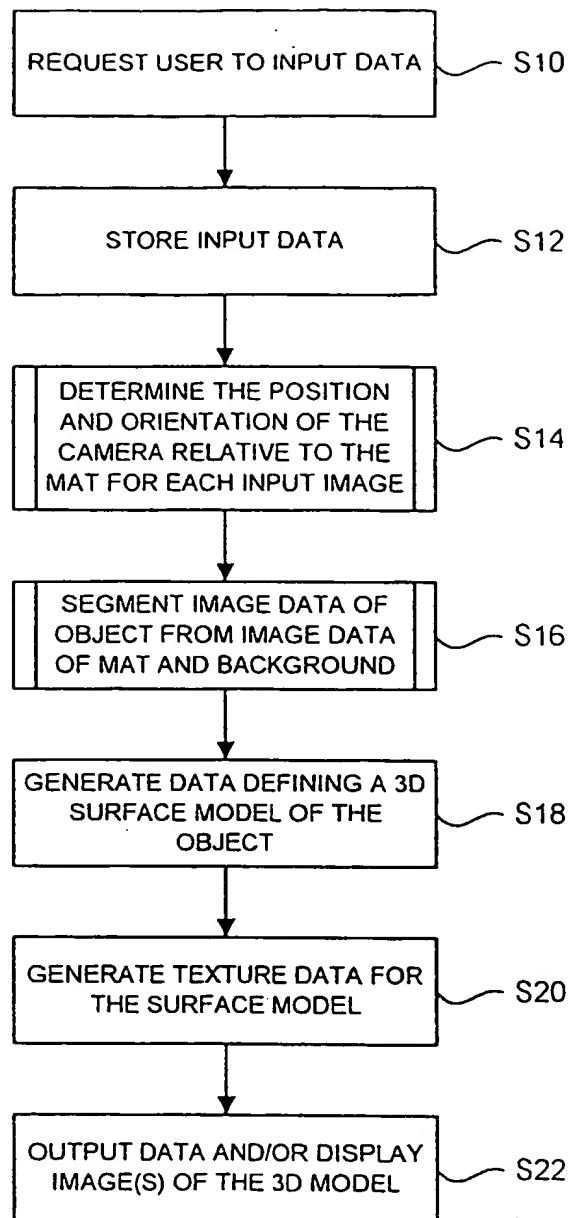 REQUEST USER TO INPUT DATA
S10
STORE INPUT DATA
S12
DETERMINE THE POSITION
AND ORIENTATION OF THE
CAMERA RELATIVE TO THE
MAT FOR EACH INPUT IMAGE
S14
SEGMENT IMAGE DATA OF
OBJECT FROM IMAGE DATA
OF MAT AND BACKGROUND
S16
GENERATE DATA DEFINING A 3D
SURFACE MODEL OF THE
OBJECT
S18
GENERATE TEXTURE DATA FOR
THE SURFACE MODEL
S20
OUTPUT DATA AND/OR DISPLAY
IMAGE(S) OF THE 3D MODEL
S22